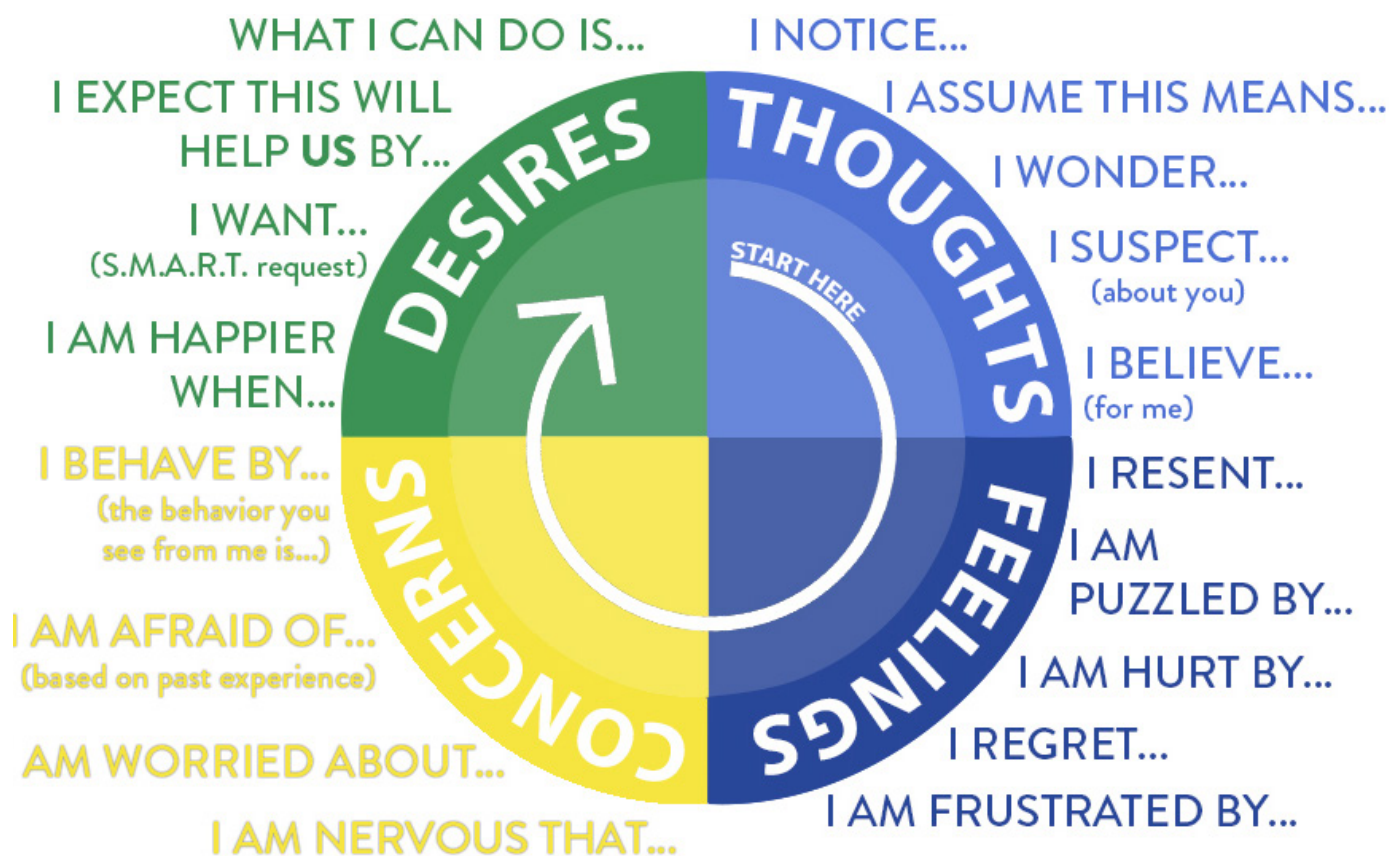 WHAT I CAN DO IS...
I NOTICE...
I EXPECT THIS WILL
HELP US BY...
I ASSUME THIS MEANS...
I WONDER...
I WANT...
(S.M.A.R.T. request)
I SUSPECT...
(about you)
I AM HAPPIER
WHEN...
I BELIEVE...
(for me)
DESIRES
THOUGHTS
START HERE
I BEHAVE BY...
(the behavior you
see from me is...)
I RESENT...
I AM
PUZZLED BY...
CONCERNS
FEELINGS
I AM AFRAID OF...
(based on past experience)
I AM HURT BY...
AM WORRIED ABOUT...
I REGRET...
I AM NERVOUS THAT...
I AM FRUSTRATED BY...